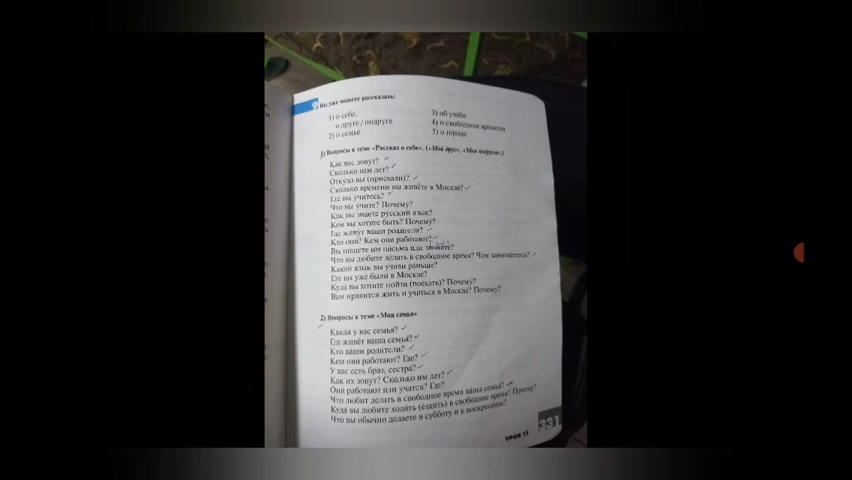 9 Вы уже можете рассказать:
1) о себе,
о друге / подруге
2) о семье
3) об учёбе
4) о свободном времени
5) о городе
1) Вопросы к теме «Рассказ о себе». («Мой друг», «Моя подруга».)
Как вас зовут?
Сколько вам лет?
Откуда вы (приехали)?
Сколько времени вы живёте в Москве?
Где вы учитесь?
Что вы учите? Почему?
Как вы знаете русский язык?
Кем вы хотите быть? Почему?
Где живут ваши родители?
Кто они? Кем они работают?
Вы пишете им письма или звоните?
Что вы любите делать в свободное время? Чем занимаетесь?
Какой язык вы учили раньше?
Где вы уже были в Москве?
Куда вы хотите пойти (поехать)? Почему?
Вам нравится жить и учиться в Москве? Почему?
2) Вопросы к теме «Моя семья»
Какая у вас семья?
Где живёт ваша семья?
Кто ваши родители?
Кем они работают? Где?
У вас есть брат, сестра?
Как их зовут? Сколько им лет?
Они работают или учатся? Где?
Что любит делать в свободное время ваша семья?
Куда вы любите ходить (ездить) в свободное время? Почему?
Что вы обычно делаете в субботу и в воскресенье?
УРОК 15
331